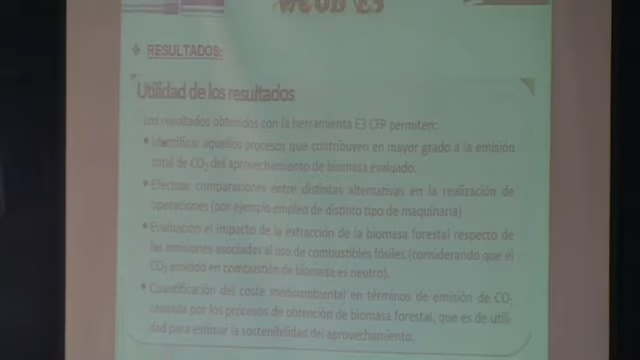 ❖ RESULTADOS:
Utilidad de los resultados
Los resultados obtenidos con la herramienta E3 CFP permiten:
• Identificar aquellos procesos que contribuyen en mayor grado a la emisión
total de CO₂ del aprovechamiento de biomasa evaluado.
• Efectuar comparaciones entre distintas alternativas en la realización de
operaciones (por ejemplo empleo de distinto tipo de maquinaria)
• Evaluación el impacto de la extracción de la biomasa forestal respecto de
las emisiones asociadas al uso de combustibles fósiles (considerando que el
CO₂ emitido en combustión de biomasa es neutro).
• Cuantificación del coste medioambiental en términos de emisión de CO₂
causada por los procesos de obtención de biomasa forestal, que es de utili-
dad para estimar la sostenibilidad del aprovechamiento.